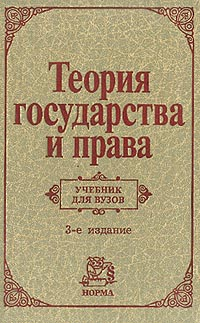 Теория
государства
и права
УЧЕБНИК
ДЛЯ ВУЗОВ
3-е издание
НОРМА